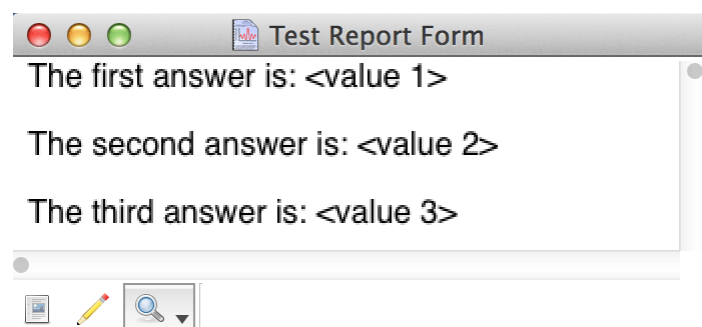 Test Report Form
The first answer is: <value 1>
The second answer is: <value 2>
The third answer is: <value 3>